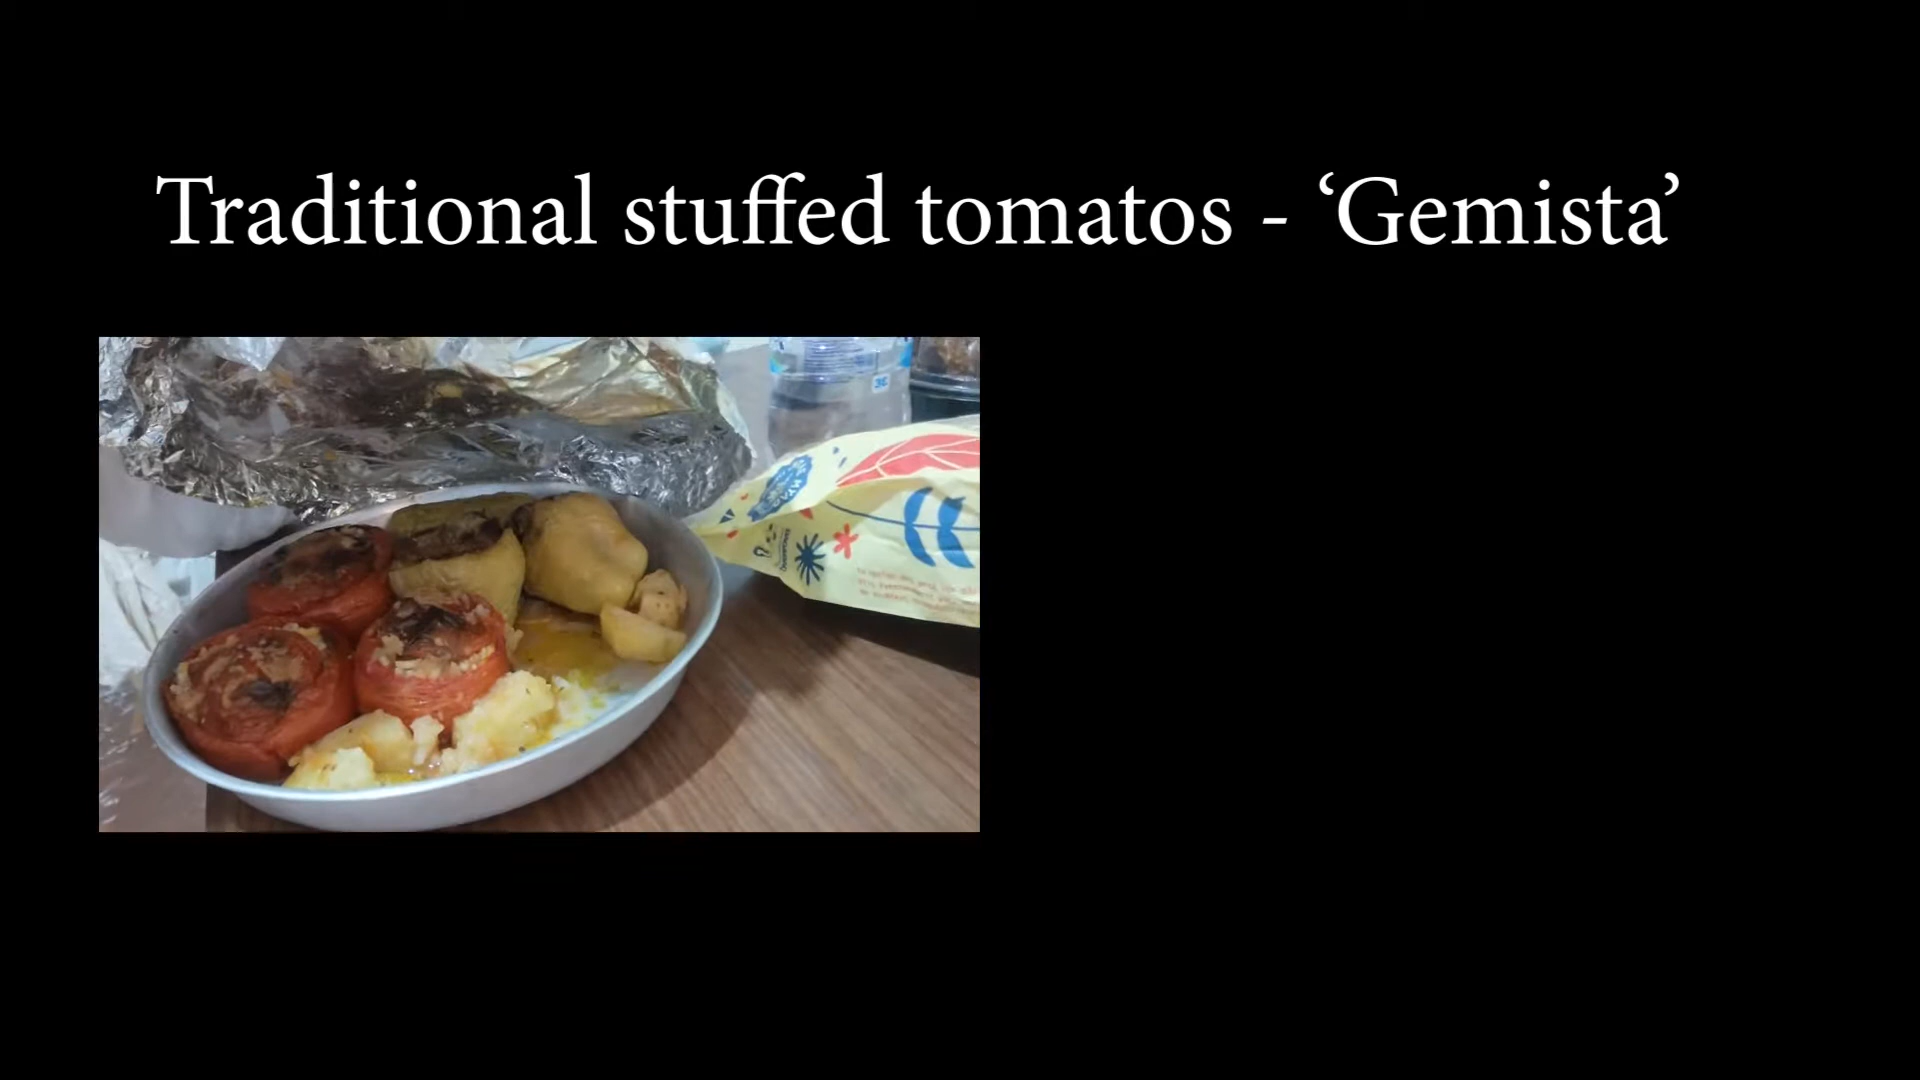 Traditional stuffed tomatos - ‘Gemista’